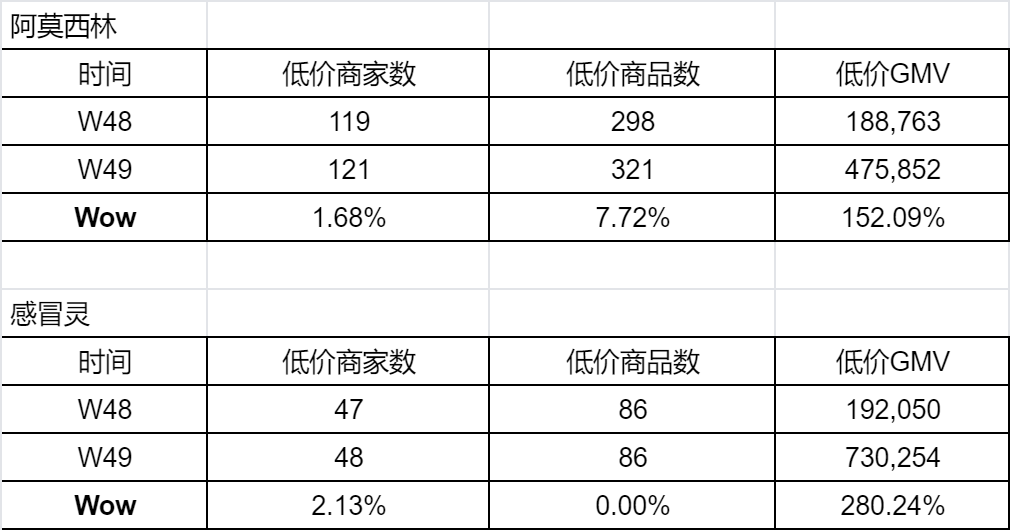 阿莫西林
时间 低价商家数 低价商品数 低价GMV
W48 119 298 188,763
W49 121 321 475,852
Wow 1.68% 7.72% 152.09%
感冒灵
时间 低价商家数 低价商品数 低价GMV
W48 47 86 192,050
W49 48 86 730,254
Wow 2.13% 0.00% 280.24%